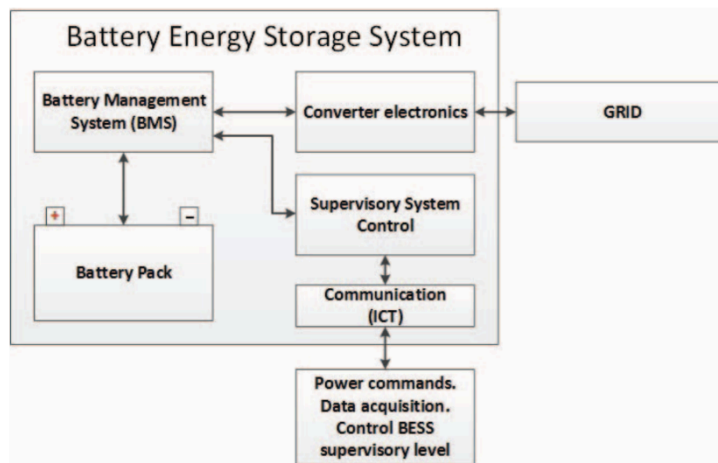 Battery Energy Storage System
Battery Management
System (BMS)
Converter electronics
GRID
Supervisory System
Control
+
−
Battery Pack
Communication
(ICT)
Power commands.
Data acquisition.
Control BESS
supervisory level